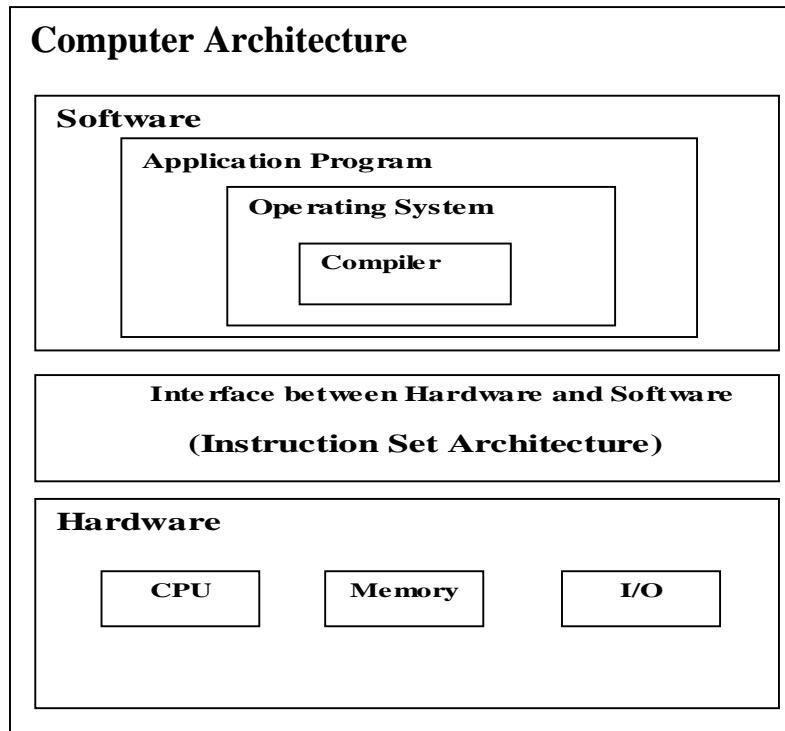 Computer Architecture
Software
Application Program
Operating System
Compiler
Interface between Hardware and Software
(Instruction Set Architecture)
Hardware
CPU
Memory
I/O